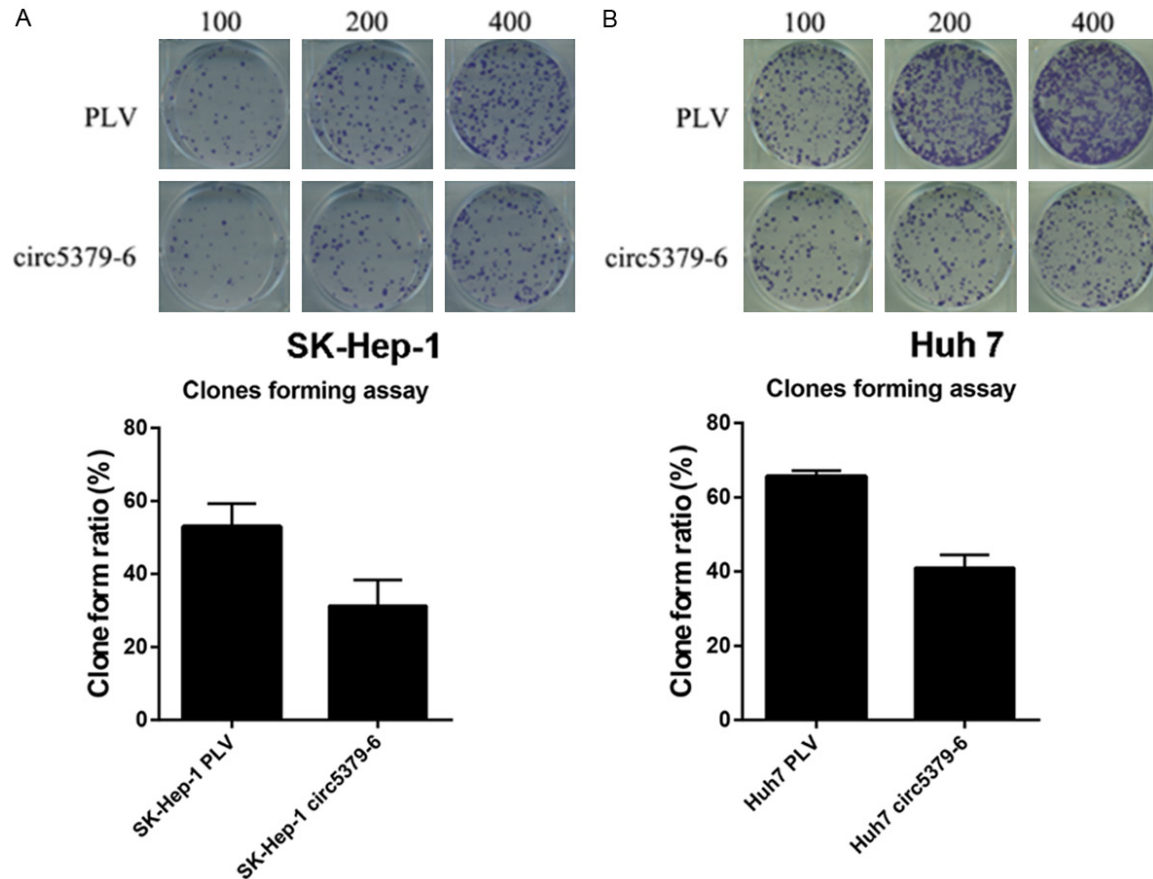 A
100 200 400
PLV
circ5379-6
SK-Hep-1
Clones forming assay
Clone form ratio (%)
80
60
40
20
0
SK-Hep-1 PLV
SK-Hep-1 circ5379-6
B
100 200 400
PLV
circ5379-6
Huh 7
Clones forming assay
Clone form ratio (%)
80
60
40
20
0
Huh7 PLV
Huh7 circ5379-6